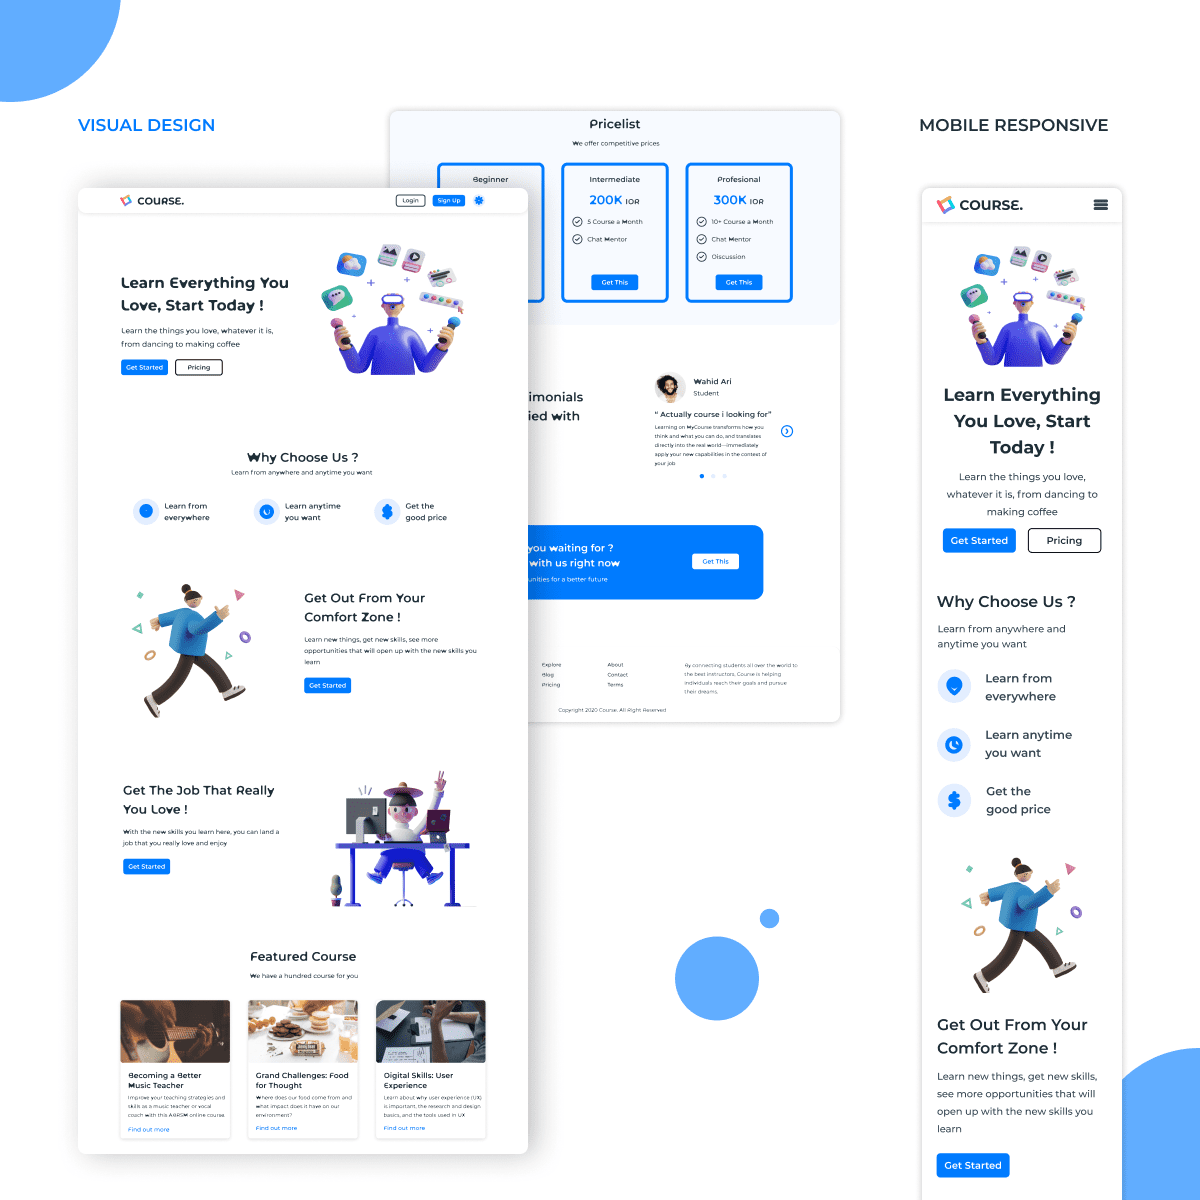 VISUAL DESIGN
MOBILE RESPONSIVE
COURSE.
Login
Sign Up
Learn Everything You
Love, Start Today !
Learn the things you love, whatever it is,
from dancing to making coffee
Get Started
Pricing
Why Choose Us ?
Learn from anywhere and anytime you want
Learn from
everywhere
Learn anytime
you want
Get the
good price
Get Out From Your
Comfort Zone !
Learn new things, get new skills, see more
opportunities that will open up with the new skills you
learn
Get Started
Get The Job That Really
You Love !
With the new skills you learn here, you can land a
job that you really love and enjoy
Get Started
Featured Course
We have a hundred course for you
Becoming a Better
Music Teacher
Improve your teaching strategies and
skills as a music teacher or vocal
coach with this ABRSM online course
Find out more
Grand Challenges: Food
for Thought
Where does our food come from and
what impact does it have on our
environment?
Find out more
Digital Skills: User
Experience
Learn about why user experience (UX)
is important, the research and design
basics, and the tools used in UX
Find out more
Pricelist
We offer competitive prices
Beginner
Intermediate
200K IDR
5 Course a Month
Chat Mentor
Get This
Profesional
300K IDR
10+ Course a Month
Chat Mentor
Discussion
Get This
imonials
ied with
Wahid Ari
Student
“ Actually course i looking for”
Learning on MyCourse transforms how you
think and what you can do, and translates
directly into the real world—immediately
apply your new capabilities in the context of
your job
you waiting for ?
with us right now
unities for a better future
Get This
Explore
Blog
Pricing
About
Contact
Terms
By connecting students all over the world to
the best instructors, Course is helping
individuals reach their goals and pursue
their dreams.
Copyright 2020 Course. All Right Reserved
COURSE.
Learn Everything
You Love, Start
Today !
Learn the things you love,
whatever it is, from dancing to
making coffee
Get Started
Pricing
Why Choose Us ?
Learn from anywhere and
anytime you want
Learn from
everywhere
Learn anytime
you want
Get the
good price
Get Out From Your
Comfort Zone !
Learn new things, get new skills,
see more opportunities that will
open up with the new skills you
learn
Get Started